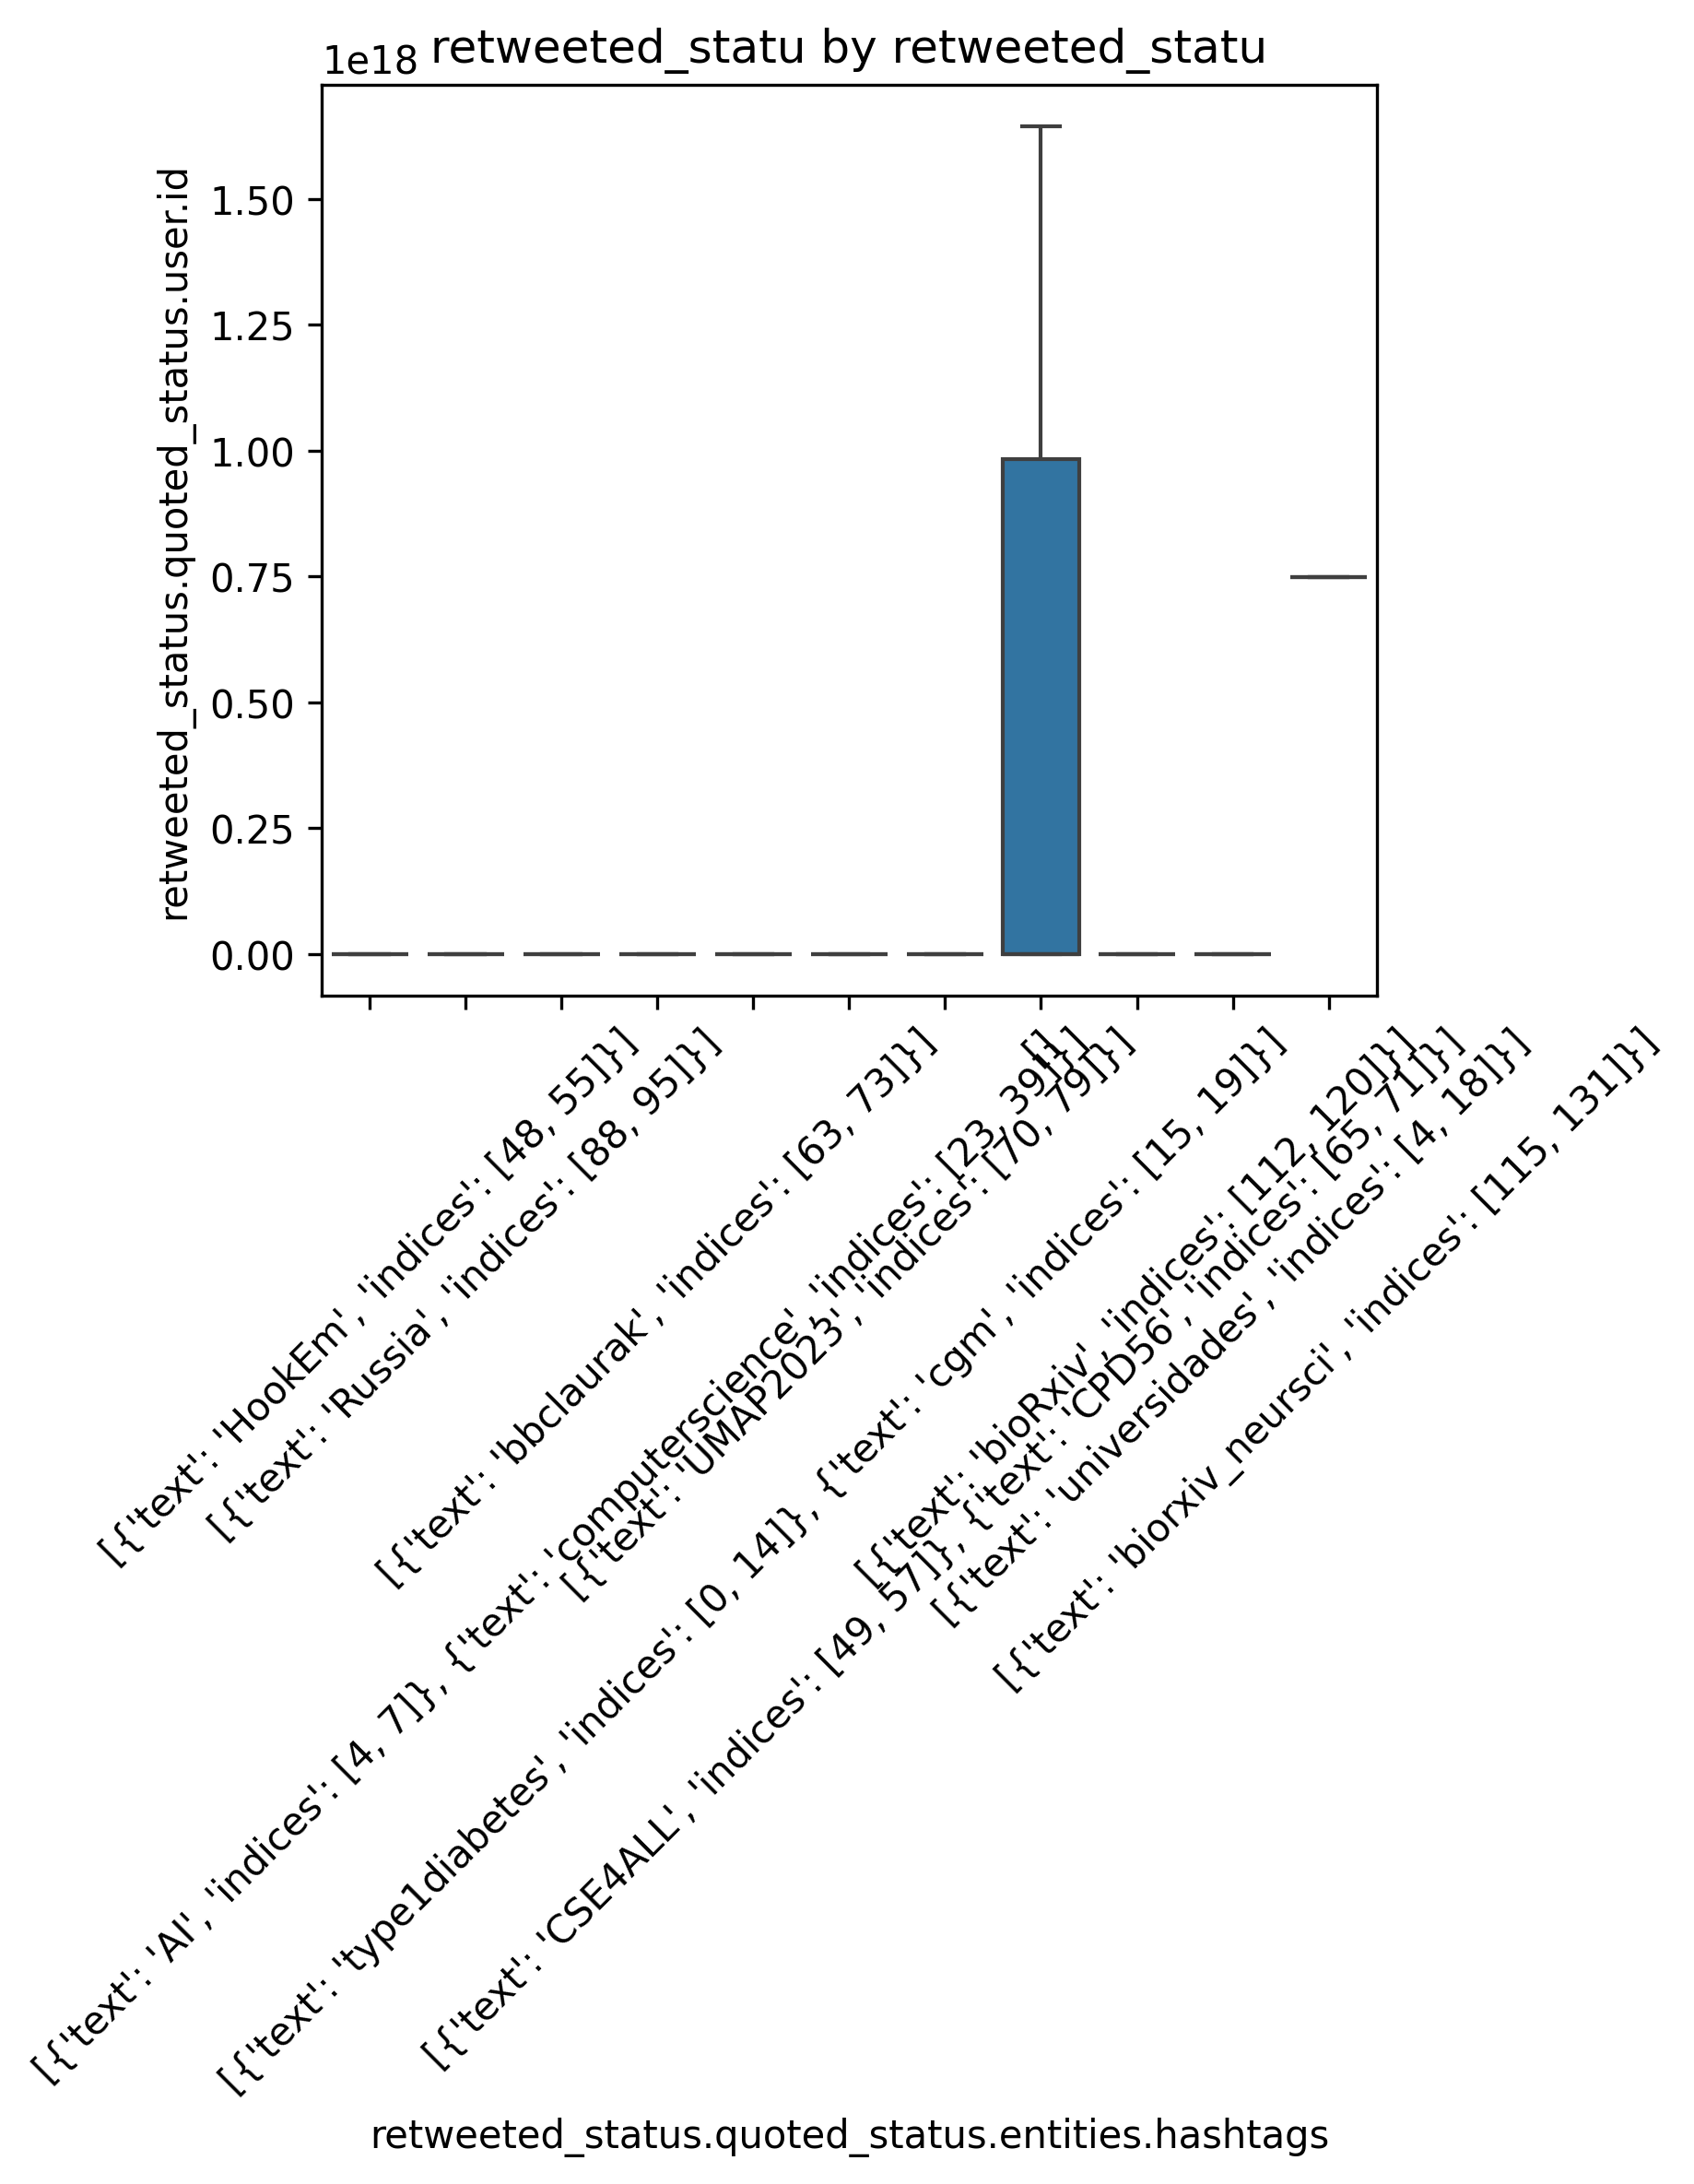 retweeted_statu by retweeted_statu
1e18
1.50
1.25
1.00
0.75
0.50
0.25
0.00
retweeted_status.quoted_status.user.id
[{'text': 'HookEm', 'indices': [48, 55]}]
[{'text': 'Russia', 'indices': [88, 95]}]
[{'text': 'AI', 'indices': [4, 7]}, {'text': 'computerscience', 'indices': [23, 39]}]
[{'text': 'bbclaurak', 'indices': [63, 73]}]
[{'text': 'type1diabetes', 'indices': [0, 14]}, {'text': 'cgm', 'indices': [15, 19]}]
[{'text': 'UMAP2023', 'indices': [70, 79]}]
[{'text': 'CSE4ALL', 'indices': [49, 57]}, {'text': 'CPD56', 'indices': [65, 71]}]
[]
[{'text': 'bioRxiv', 'indices': [112, 120]}]
[{'text': 'universidades', 'indices': [4, 18]}]
[{'text': 'biorxiv_neursci', 'indices': [115, 131]}]
retweeted_status.quoted_status.entities.hashtags